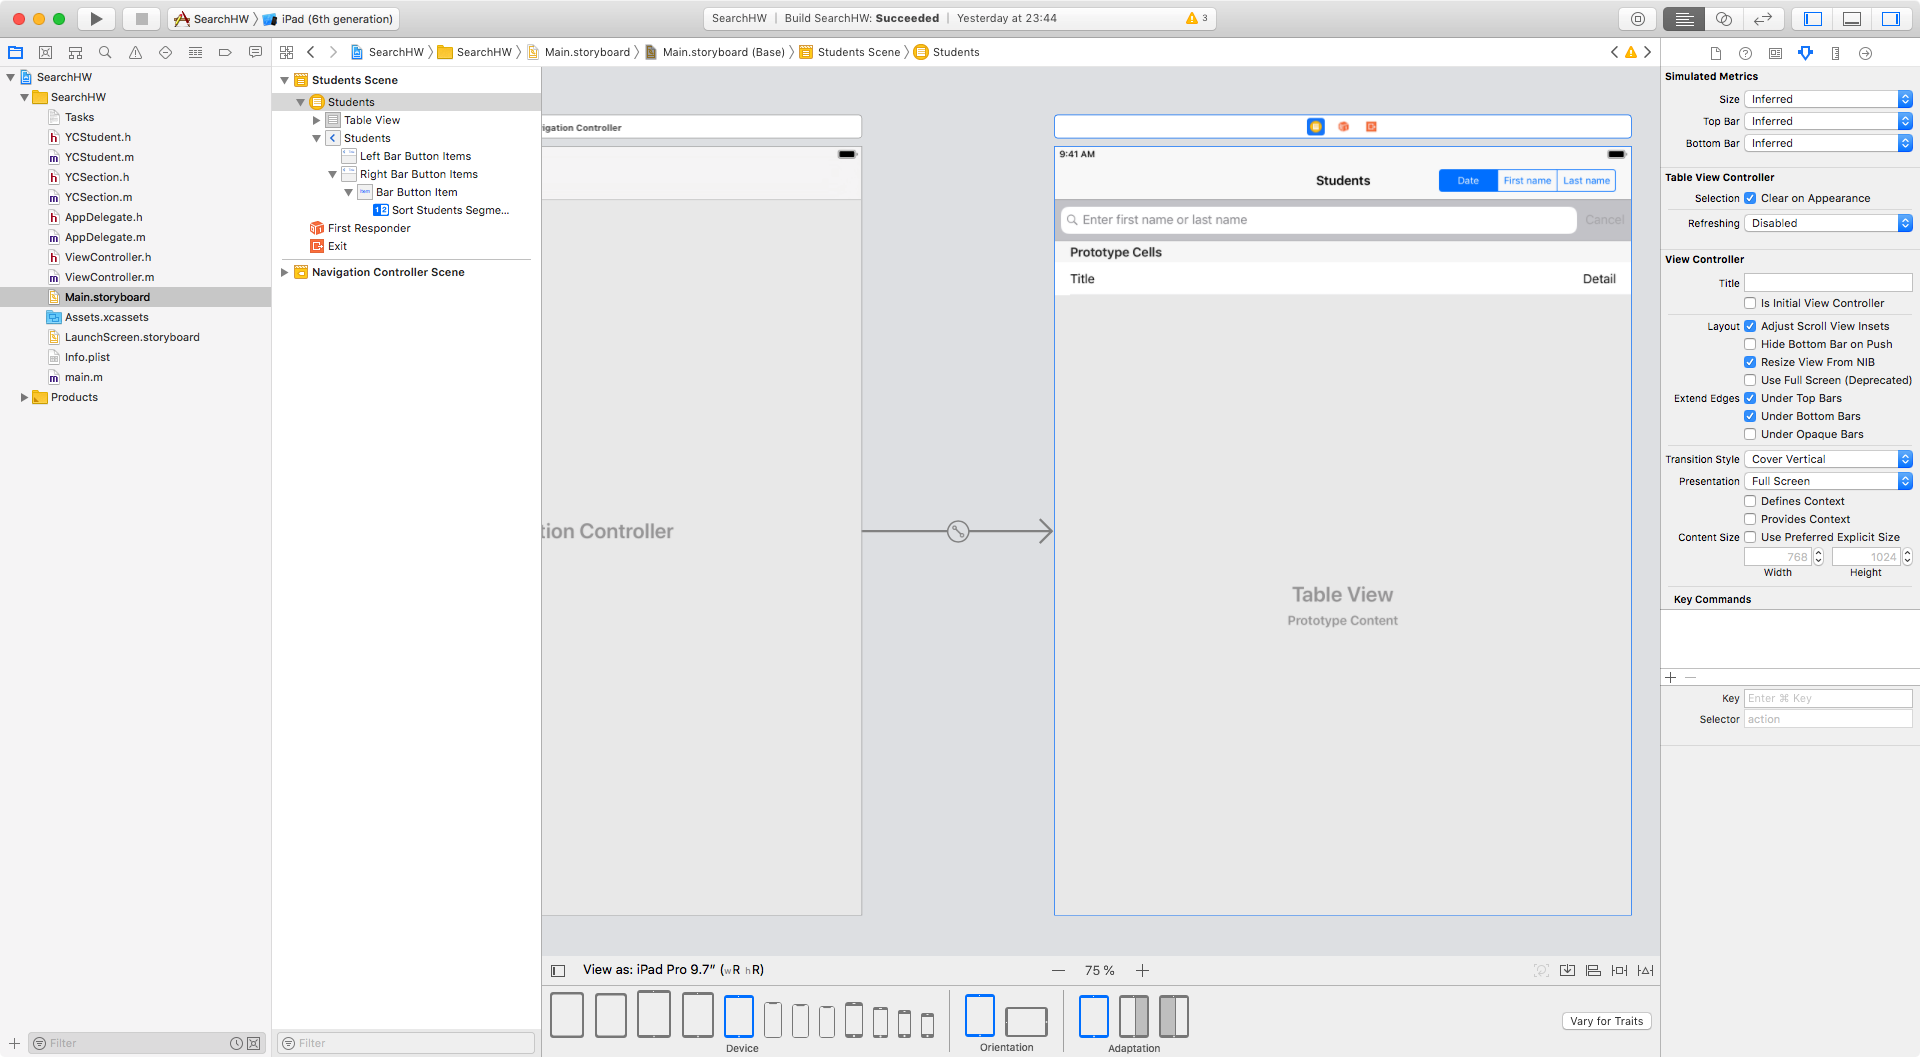 SearchHW
iPad (6th generation)
SearchHW | Build SearchHW: Succeeded | Yesterday at 23:44
3
SearchHW
SearchHW
Main.storyboard
Main.storyboard (Base)
Students Scene
Students
SearchHW
SearchHW
Tasks
YCStudent.h
YCStudent.m
YCSection.h
YCSection.m
AppDelegate.h
AppDelegate.m
ViewController.h
ViewController.m
Main.storyboard
Assets.xcassets
LaunchScreen.storyboard
Info.plist
main.m
Products
Filter
Students Scene
Students
Table View
Students
Left Bar Button Items
Right Bar Button Items
Bar Button Item
Sort Students Segme...
First Responder
Exit
Navigation Controller Scene
Filter
igation Controller
tion Controller
9:41 AM
Students
Date
First name
Last name
Enter first name or last name
Cancel
Prototype Cells
Title
Detail
Table View
Prototype Content
View as: iPad Pro 9.7" (wR hR)
75 %
Device
Orientation
Adaptation
Vary for Traits
Simulated Metrics
Size Inferred
Top Bar Inferred
Bottom Bar Inferred
Table View Controller
Selection Clear on Appearance
Refreshing Disabled
View Controller
Title
Is Initial View Controller
Layout Adjust Scroll View Insets
Hide Bottom Bar on Push
Resize View From NIB
Use Full Screen (Deprecated)
Extend Edges Under Top Bars
Under Bottom Bars
Under Opaque Bars
Transition Style Cover Vertical
Presentation Full Screen
Defines Context
Provides Context
Content Size Use Preferred Explicit Size
768 1024
Width Height
Key Commands
Key Enter ⌘ Key
Selector action